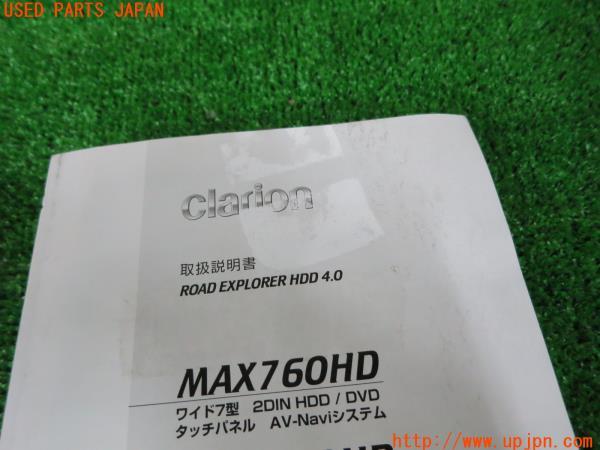 USED PARTS JAPAN
clarion
取扱説明書
ROAD EXPLORER HDD 4.0
MAX760HD
ワイド7型 2DIN HDD / DVD
タッチパネル AV-Naviシステム
http://www.upjpn.com/